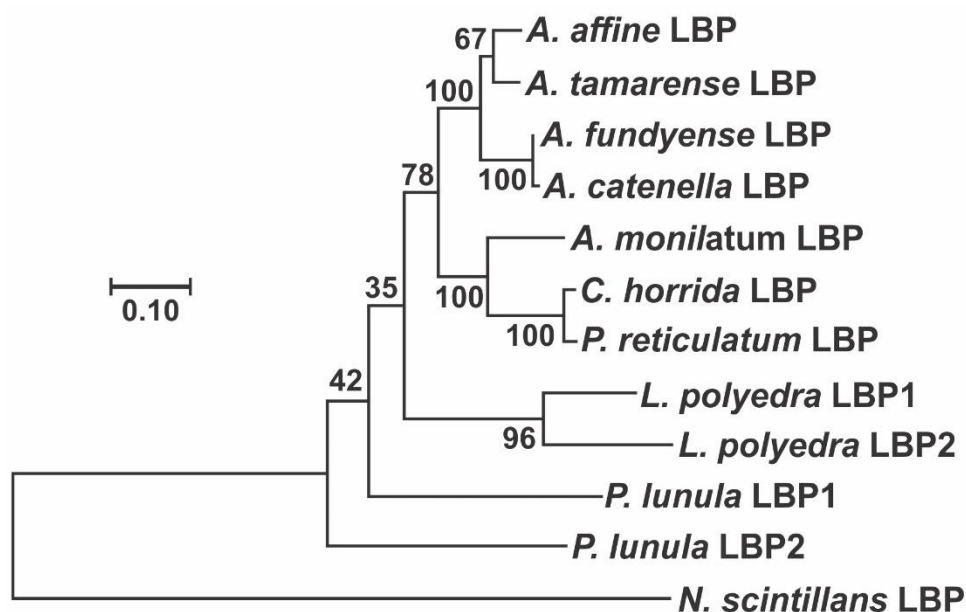 67
A. affine LBP
A. tamarense LBP
100
A. fundyense LBP
100
A. catenella LBP
78
A. monilatum LBP
100
C. horrida LBP
100
P. reticulatum LBP
0.10
35
L. polyedra LBP1
96
L. polyedra LBP2
42
P. lunula LBP1
P. lunula LBP2
N. scintillans LBP